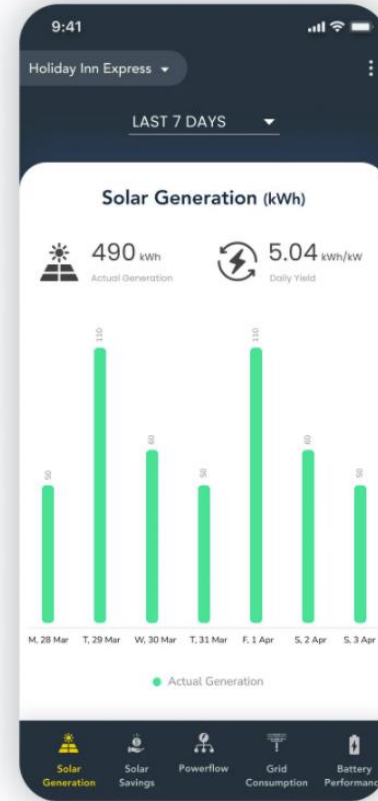 9:41
Holiday Inn Express
LAST 7 DAYS
Solar Generation (kWh)
490 kWh
Actual Generation
5.04 kWh/kW
Daily Yield
50
110
60
50
110
60
50
M, 28 Mar
T, 29 Mar
W, 30 Mar
T, 31 Mar
F, 1 Apr
S, 2 Apr
S, 3 Apr
Actual Generation
Solar
Generation
Solar
Savings
Powerflow
Grid
Consumption
Battery
Performanc